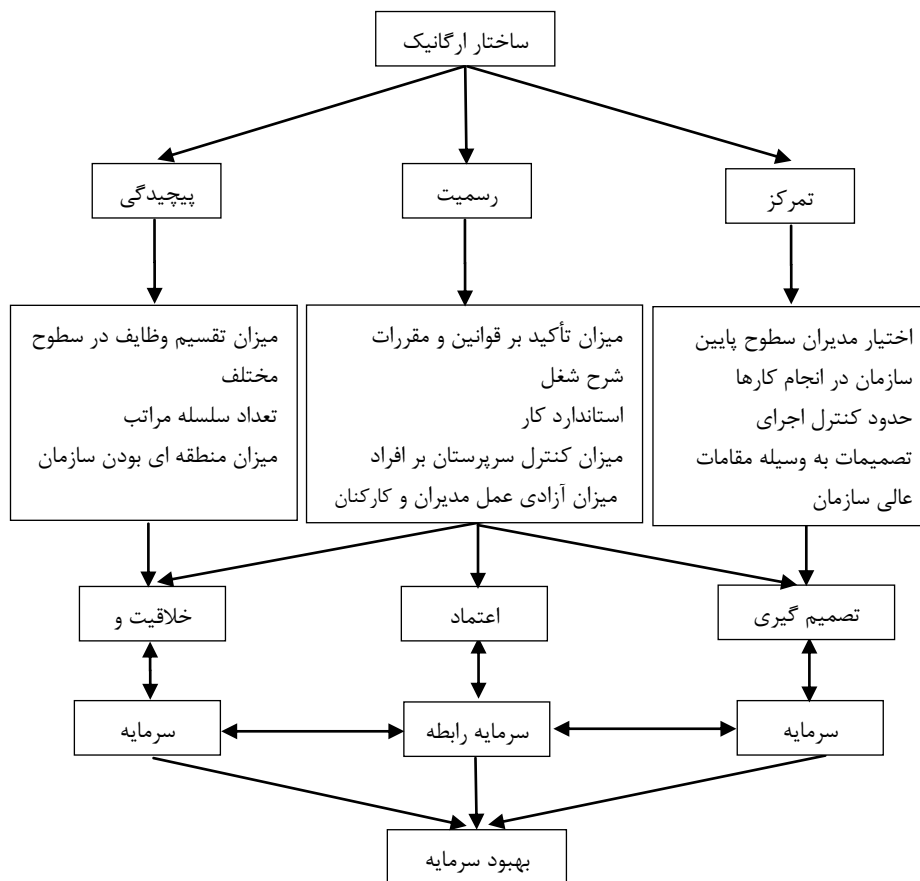 ساختار ارگانیک
تمرکز
رسمیت
پیچیدگی
اختیار مدیران سطوح پایین
سازمان در انجام کارها
حدود کنترل اجرای
تصمیمات به وسیله مقامات
عالی سازمان
میزان تأکید بر قوانین و مقررات
شرح شغل
استاندارد کار
میزان کنترل سرپرستان بر افراد
میزان آزادی عمل مدیران و کارکنان
میزان تقسیم وظایف در سطوح
مختلف
تعداد سلسله مراتب
میزان منطقه ای بودن سازمان
تصمیم گیری
اعتماد
خلاقیت و
سرمایه
سرمایه رابطه
سرمایه
بهبود سرمایه